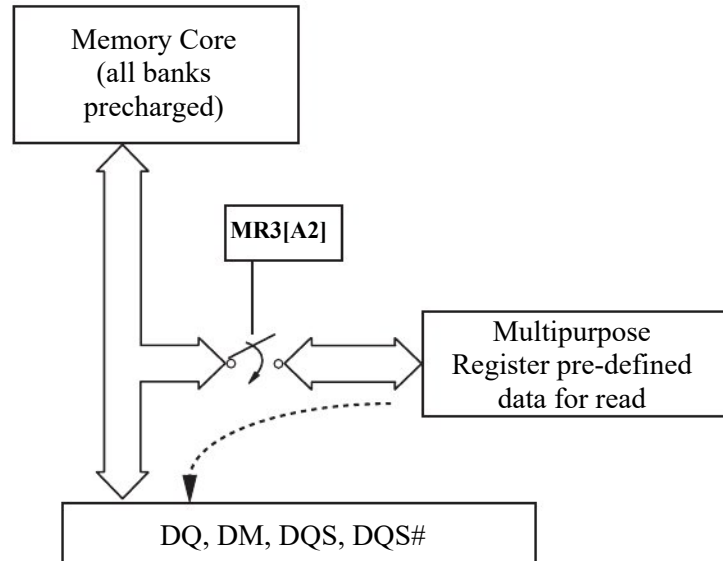 Memory Core
(all banks
precharged)
MR3[A2]
Multipurpose
Register pre-defined
data for read
DQ, DM, DQS, DQS#